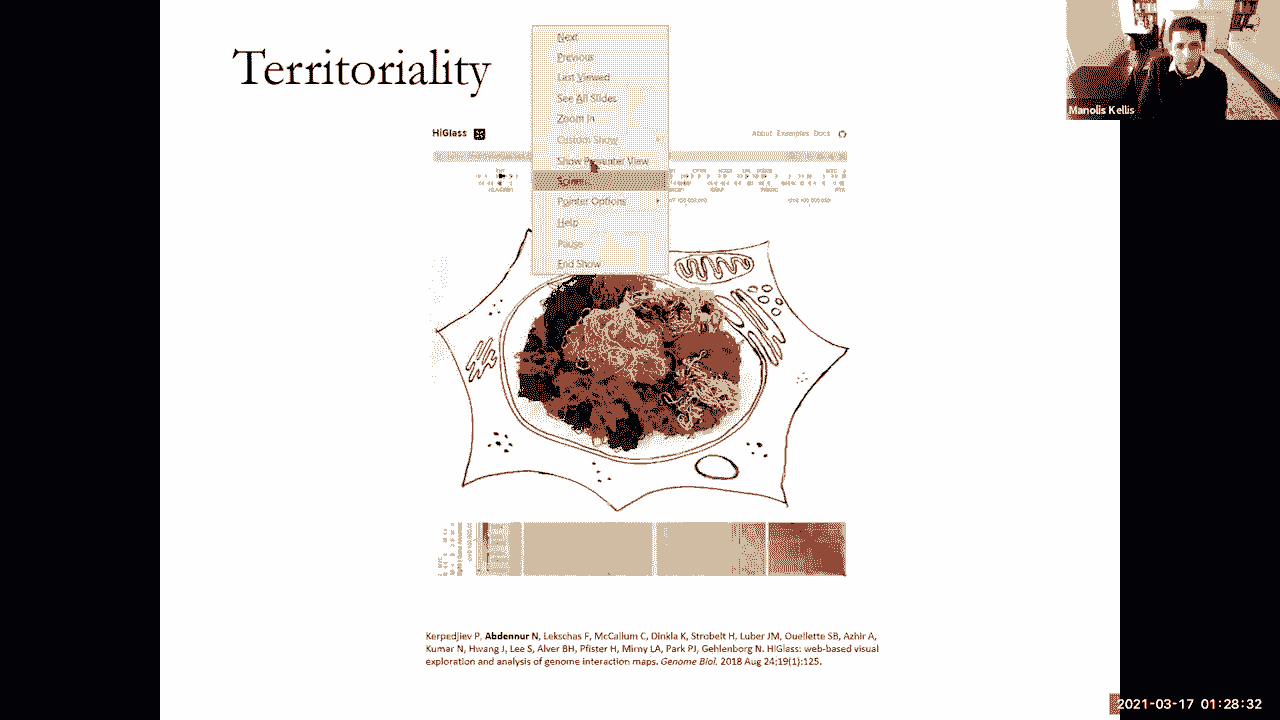 Territoriality
Next
Previous
Last Viewed
See All Slides
Zoom In
Custom Show
Show Presenter View
Screen
Pointer Options
Help
Pause
End Show
HiGlass
About Examples Docs
Manolis Kellis
Kerpedjiev P, Abdennur N, Lekschas F, McCallum C, Dinkla K, Strobelt H, Luber JM, Ouellette SB, Azhir A,
Kumar N, Hwang J, Lee S, Alver BH, Pfister H, Mirny LA, Park PJ, Gehlenborg N. HiGlass: web-based visual
exploration and analysis of genome interaction maps. Genome Biol. 2018 Aug 24;19(1):125.
2021-03-17 01:28:32